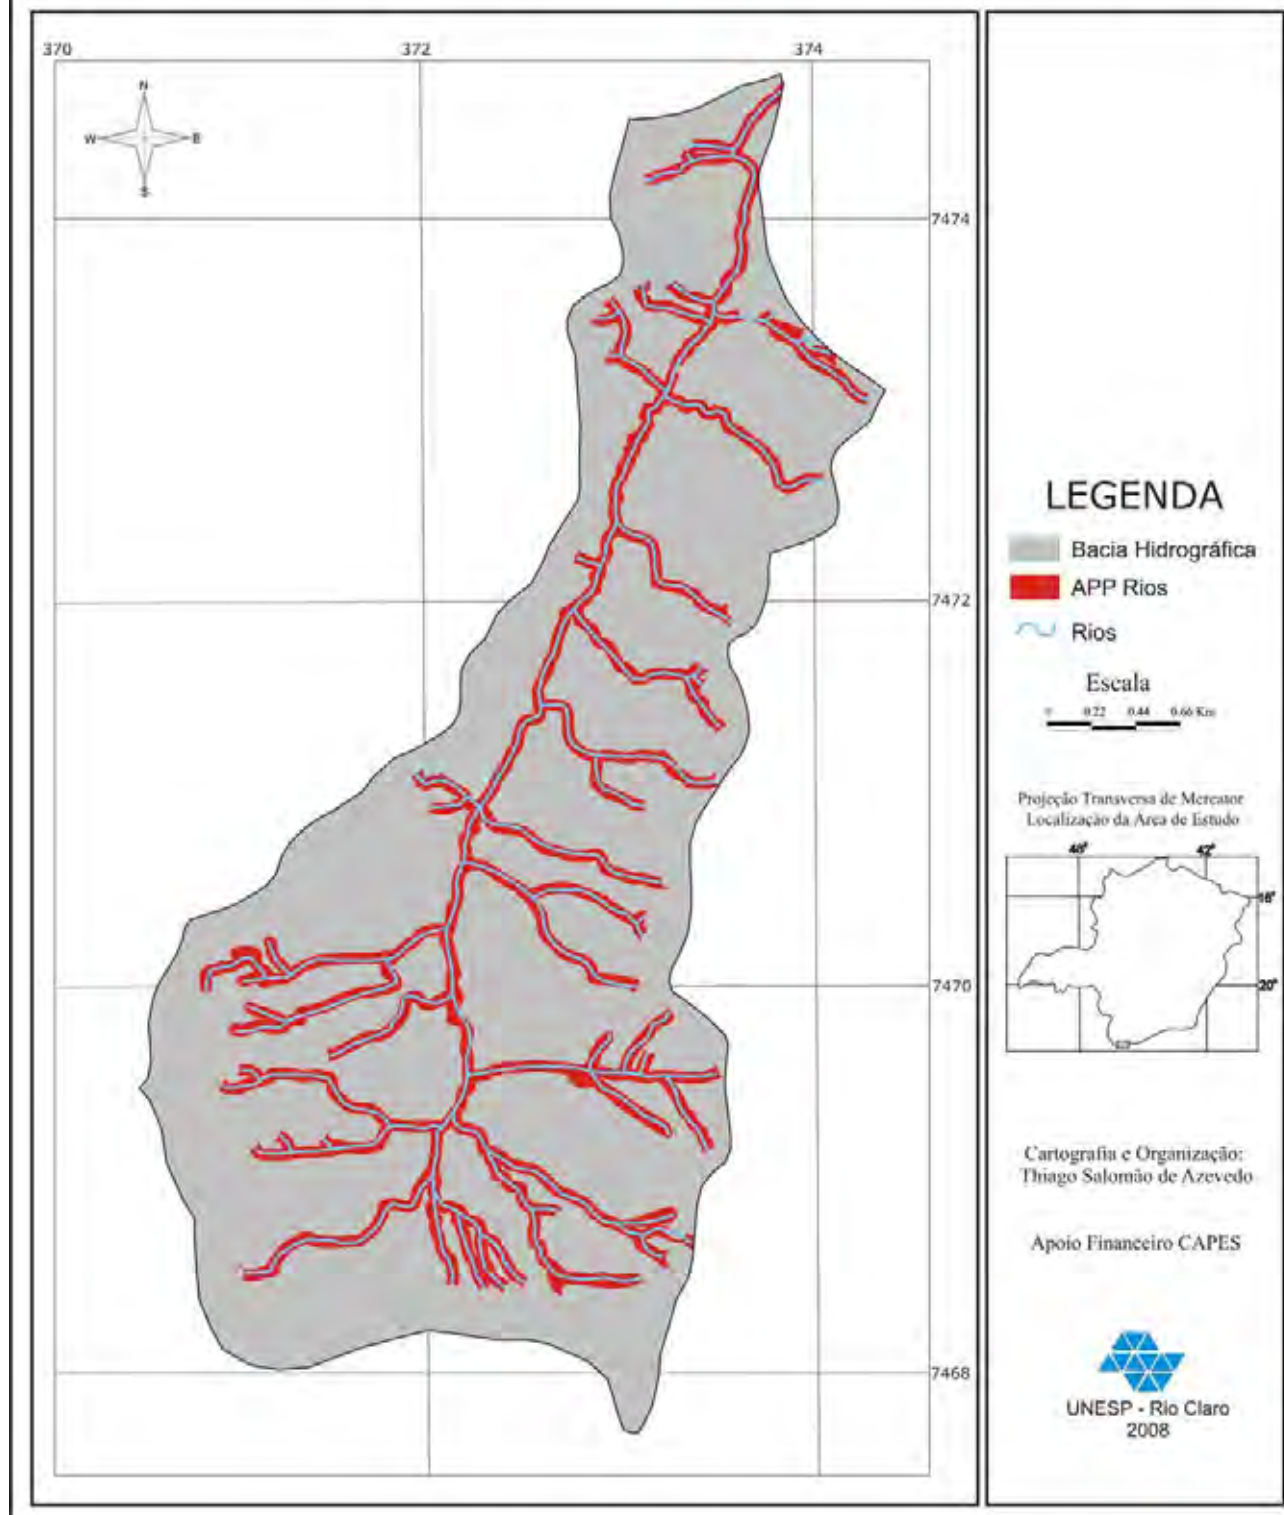 370 372 374
N
W E
S
7474
7472
7470
7468
LEGENDA
Bacia Hidrográfica
APP Rios
Rios
Escala
0 0.22 0.44 0.66 Km
Projeção Transversa de Mercator
Localização da Area de Estudo
48° 42°
16°
20°
Cartografia e Organização:
Thiago Salomão de Azevedo
Apoio Financeiro CAPES
UNESP - Rio Claro
2008